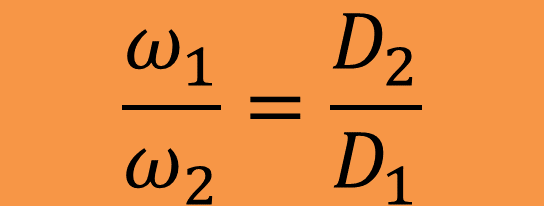 ω₁/ω₂ = D₂/D₁